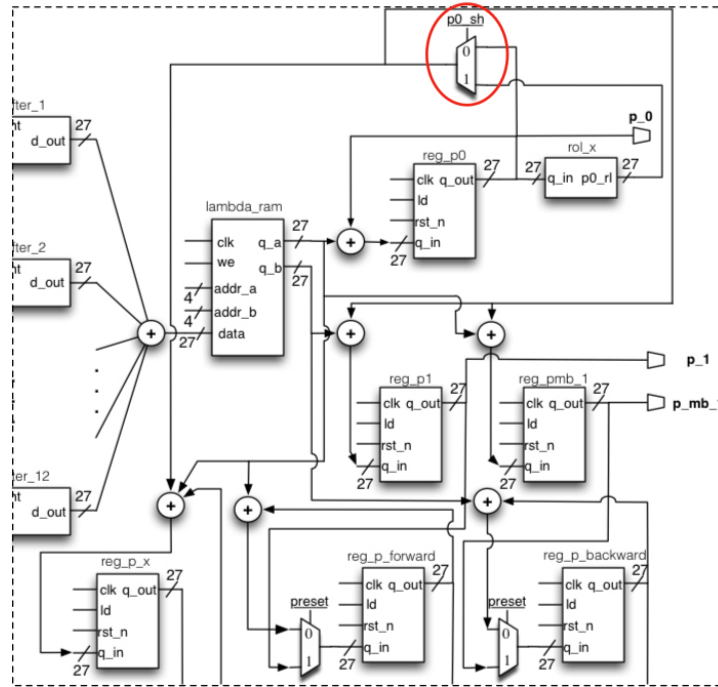 p0_sh
0
1
fter_1
27
d_out
p_0
reg_p0
27
27
rol_x
27
clk q_out
ld
rst_n
q_in
27
q_in p0_rl
lambda_ram
27
clk q_a
we q_b
27
addr_a
4
addr_b
4
data
27
fter_2
27
d_out
p_1
reg_p1
27
clk q_out
ld
rst_n
q_in
27
reg_pmb_1
27
clk q_out
ld
rst_n
q_in
27
p_mb_
fter_12
27
d_out
reg_p_x
27
clk q_out
ld
rst_n
q_in
27
reg_p_forward
27
clk q_out
ld
rst_n
q_in
27
preset
0
1
reg_p_backward
27
clk q_out
ld
rst_n
q_in
27
preset
0
1